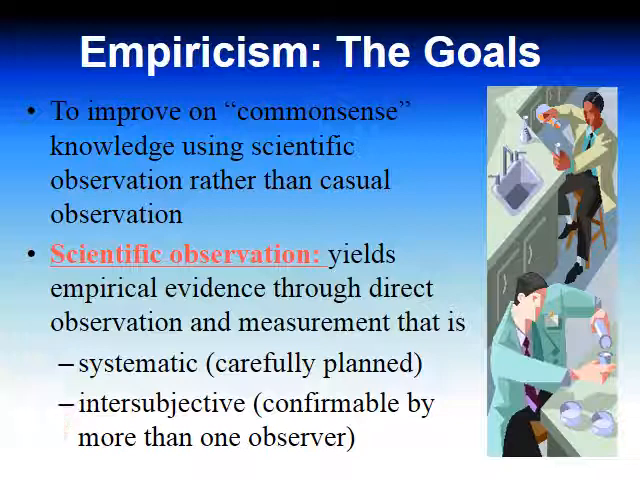 Empiricism: The Goals
• To improve on “commonsense”
knowledge using scientific
observation rather than casual
observation
• Scientific observation: yields
empirical evidence through direct
observation and measurement that is
– systematic (carefully planned)
– intersubjective (confirmable by
more than one observer)